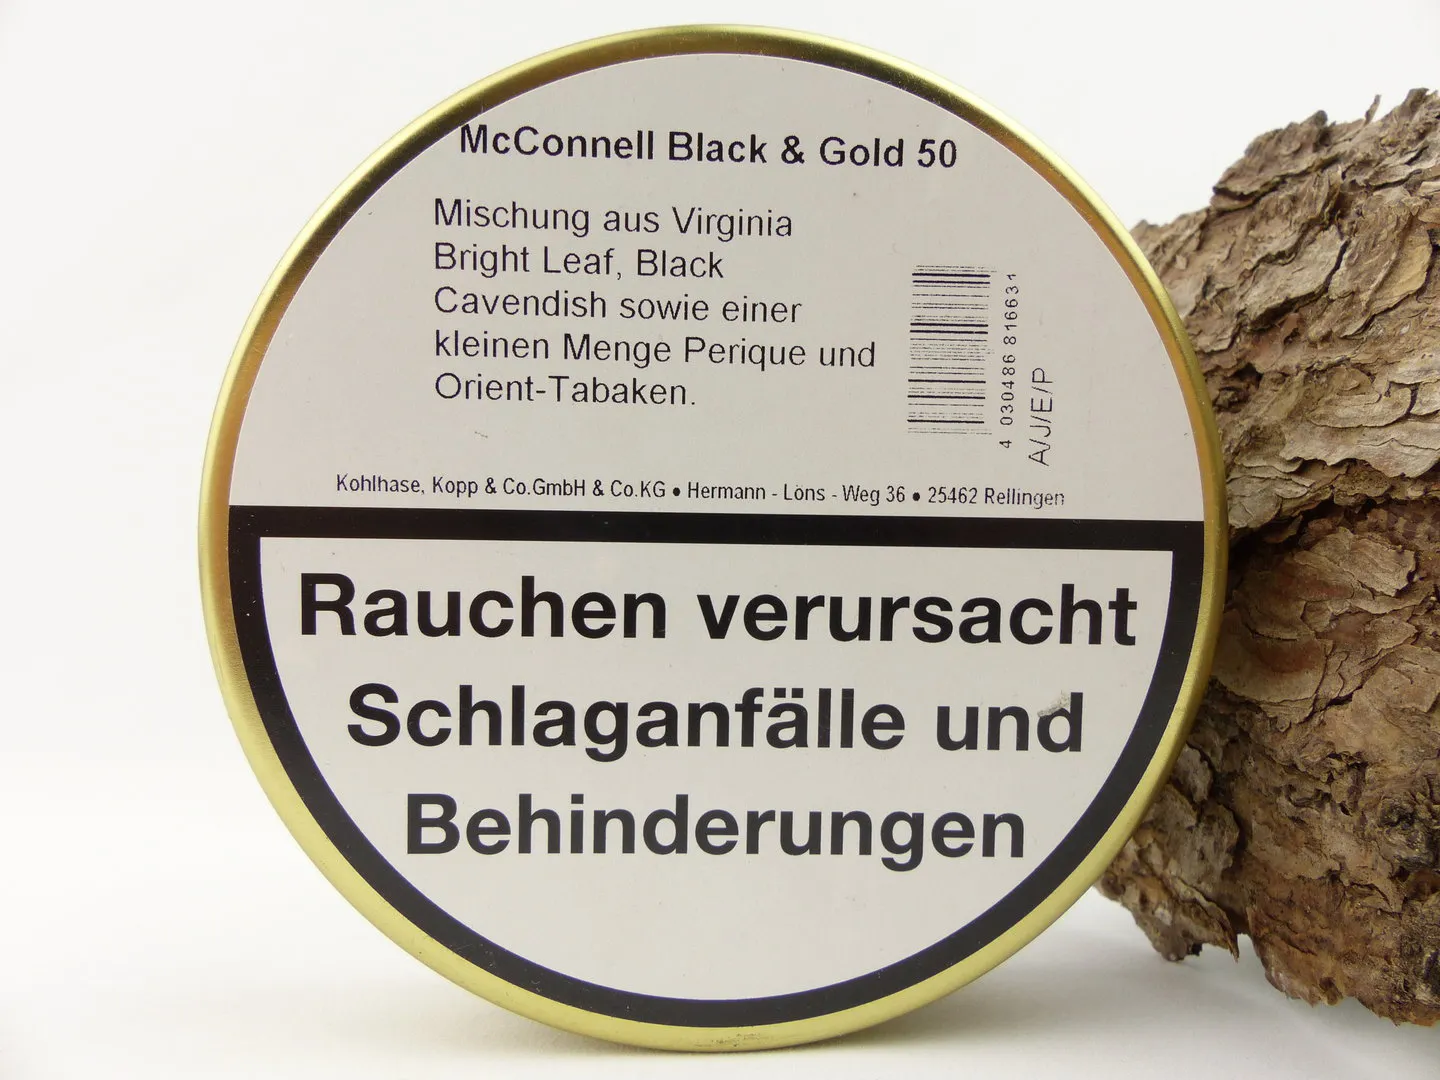 McConnell Black & Gold 50
Mischung aus Virginia
Bright Leaf, Black
Cavendish sowie einer
kleinen Menge Perique und
Orient-Tabaken.
4 030486 816631
A/J/E/P
Kohlhase, Kopp & Co.GmbH & Co.KG • Hermann - Löns - Weg 36 • 25462 Rellingen
Rauchen verursacht
Schlaganfälle und
Behinderungen